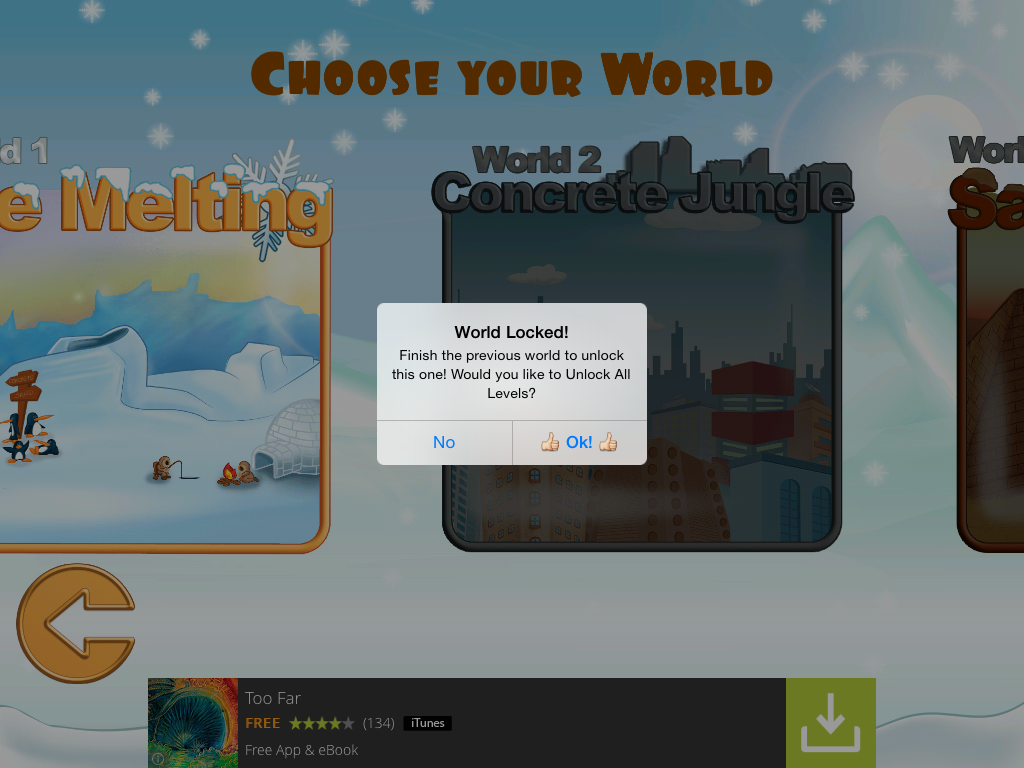 Choose your World
d 1
e Melting
World 2
Concrete Jungle
Worl
Sa
World Locked!
Finish the previous world to unlock
this one! Would you like to Unlock All
Levels?
No
👍 Ok! 👍
Too Far
FREE
(134)
iTunes
Free App & eBook